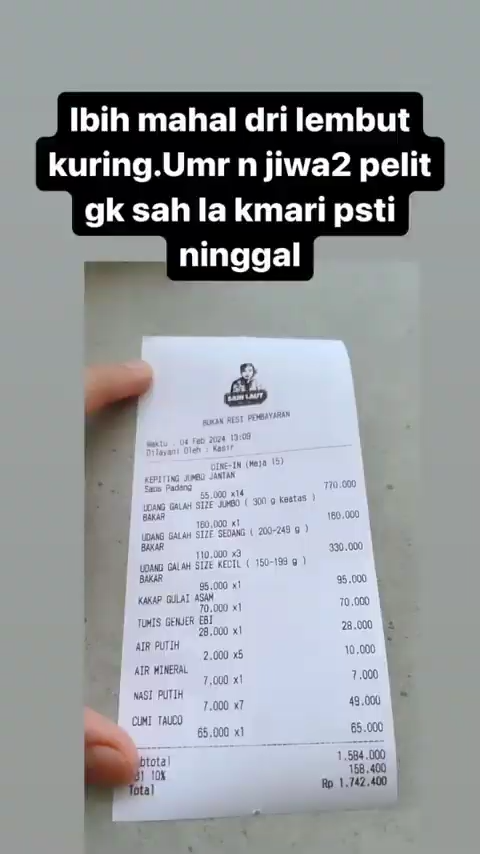 lbih mahal dri lembut
kuring.Umr n jiwa2 pelit
gk sah la kmari psti
ninggal
BUKAN RESI PEMBAYARAN
Waktu : 04 Feb 2024 13:09
Dilayani Oleh : Kasir
DINE-IN (Meja 15)
KEPITING JUMBO JANTAN
Saos Padang
55.000 x14 770.000
UDANG GALAH SIZE JUMBO ( 300 g keatas )
BAKAR
160.000 x1 160.000
UDANG GALAH SIZE SEDANG ( 200-249 g )
BAKAR
110.000 x3 330.000
UDANG GALAH SIZE KECIL ( 150-199 g )
BAKAR
95.000 x1 95.000
KAKAP GULAI ASAM
70.000 x1 70.000
TUMIS GENJER EBI
28.000 x1 28.000
AIR PUTIH
2.000 x5 10.000
AIR MINERAL
7.000 x1 7.000
NASI PUTIH
7.000 x7 49.000
CUMI TAUCO
65.000 x1 65.000
btotal 1.584.000
10% 158.400
Total Rp 1.742.400